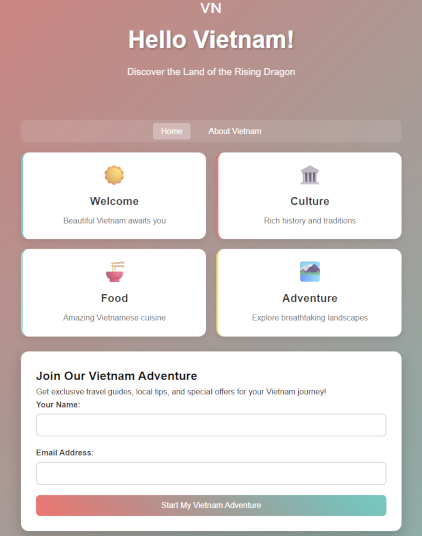 VN
Hello Vietnam!
Discover the Land of the Rising Dragon
Home About Vietnam
Welcome
Beautiful Vietnam awaits you
Culture
Rich history and traditions
Food
Amazing Vietnamese cuisine
Adventure
Explore breathtaking landscapes
Join Our Vietnam Adventure
Get exclusive travel guides, local tips, and special offers for your Vietnam journey!
Your Name:
Email Address:
Start My Vietnam Adventure